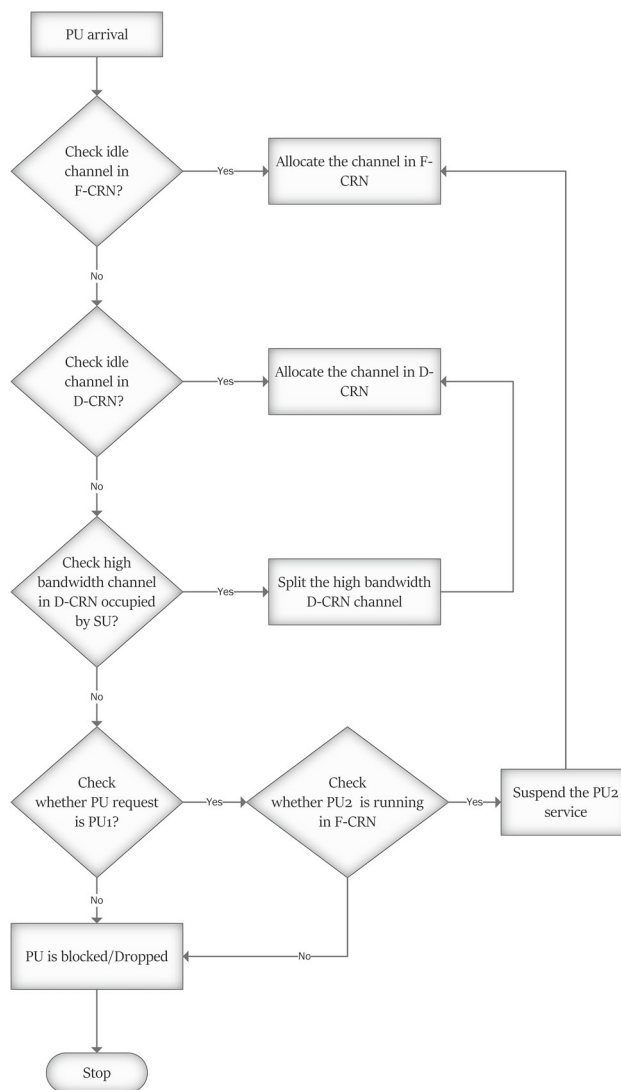 PU arrival
Check idle
channel in
F-CRN?
Yes
Allocate the channel in F-
CRN
No
Check idle
channel in
D-CRN?
Yes
Allocate the channel in D-
CRN
No
Check high
bandwidth channel
in D-CRN occupied
by SU?
Yes
Split the high bandwidth
D-CRN channel
No
Check
whether PU request
is PU1?
Yes
Check
whether PU2 is running
in F-CRN
Yes
Suspend the PU2
service
No
PU is blocked/Dropped
No
Stop